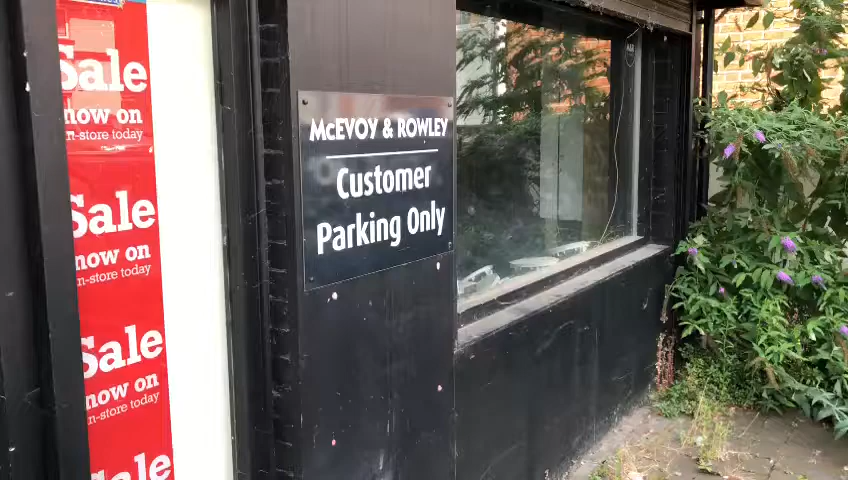 Sale
now on
in-store today
Sale
now on
in-store today
Sale
now on
in-store today
Sale
McEVOY & ROWLEY
Customer
Parking Only